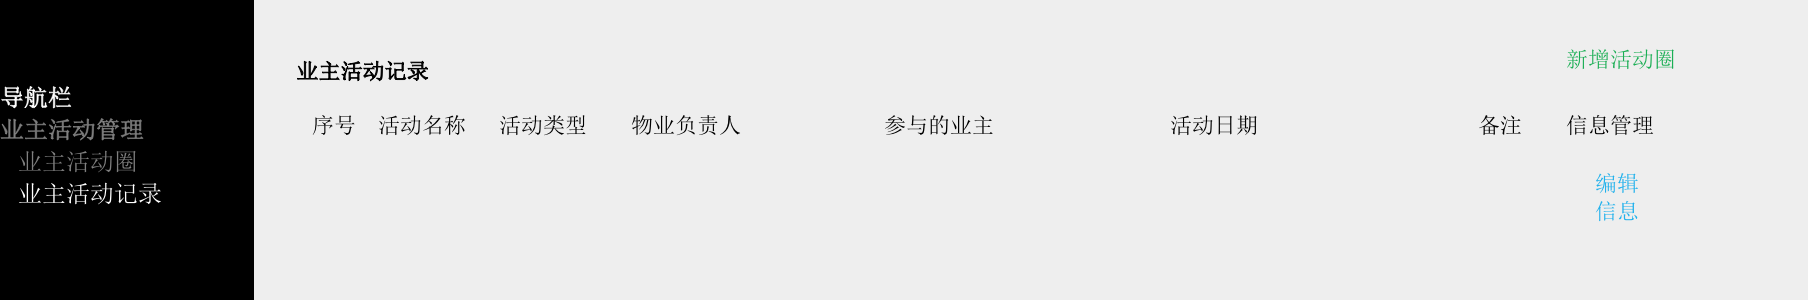 导航栏
业主活动管理
业主活动圈
业主活动记录
业主活动记录
新增活动圈
序号 活动名称 活动类型 物业负责人 参与的业主 活动日期 备注 信息管理
编辑
信息